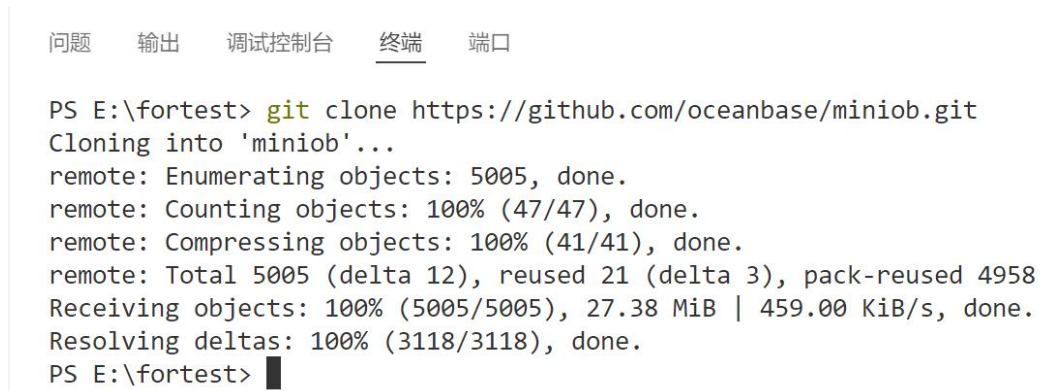 问题 输出 调试控制台 终端 端口
PS E:\fortest> git clone https://github.com/oceanbase/miniob.git
Cloning into 'miniob'...
remote: Enumerating objects: 5005, done.
remote: Counting objects: 100% (47/47), done.
remote: Compressing objects: 100% (41/41), done.
remote: Total 5005 (delta 12), reused 21 (delta 3), pack-reused 4958
Receiving objects: 100% (5005/5005), 27.38 MiB | 459.00 KiB/s, done.
Resolving deltas: 100% (3118/3118), done.
PS E:\fortest>